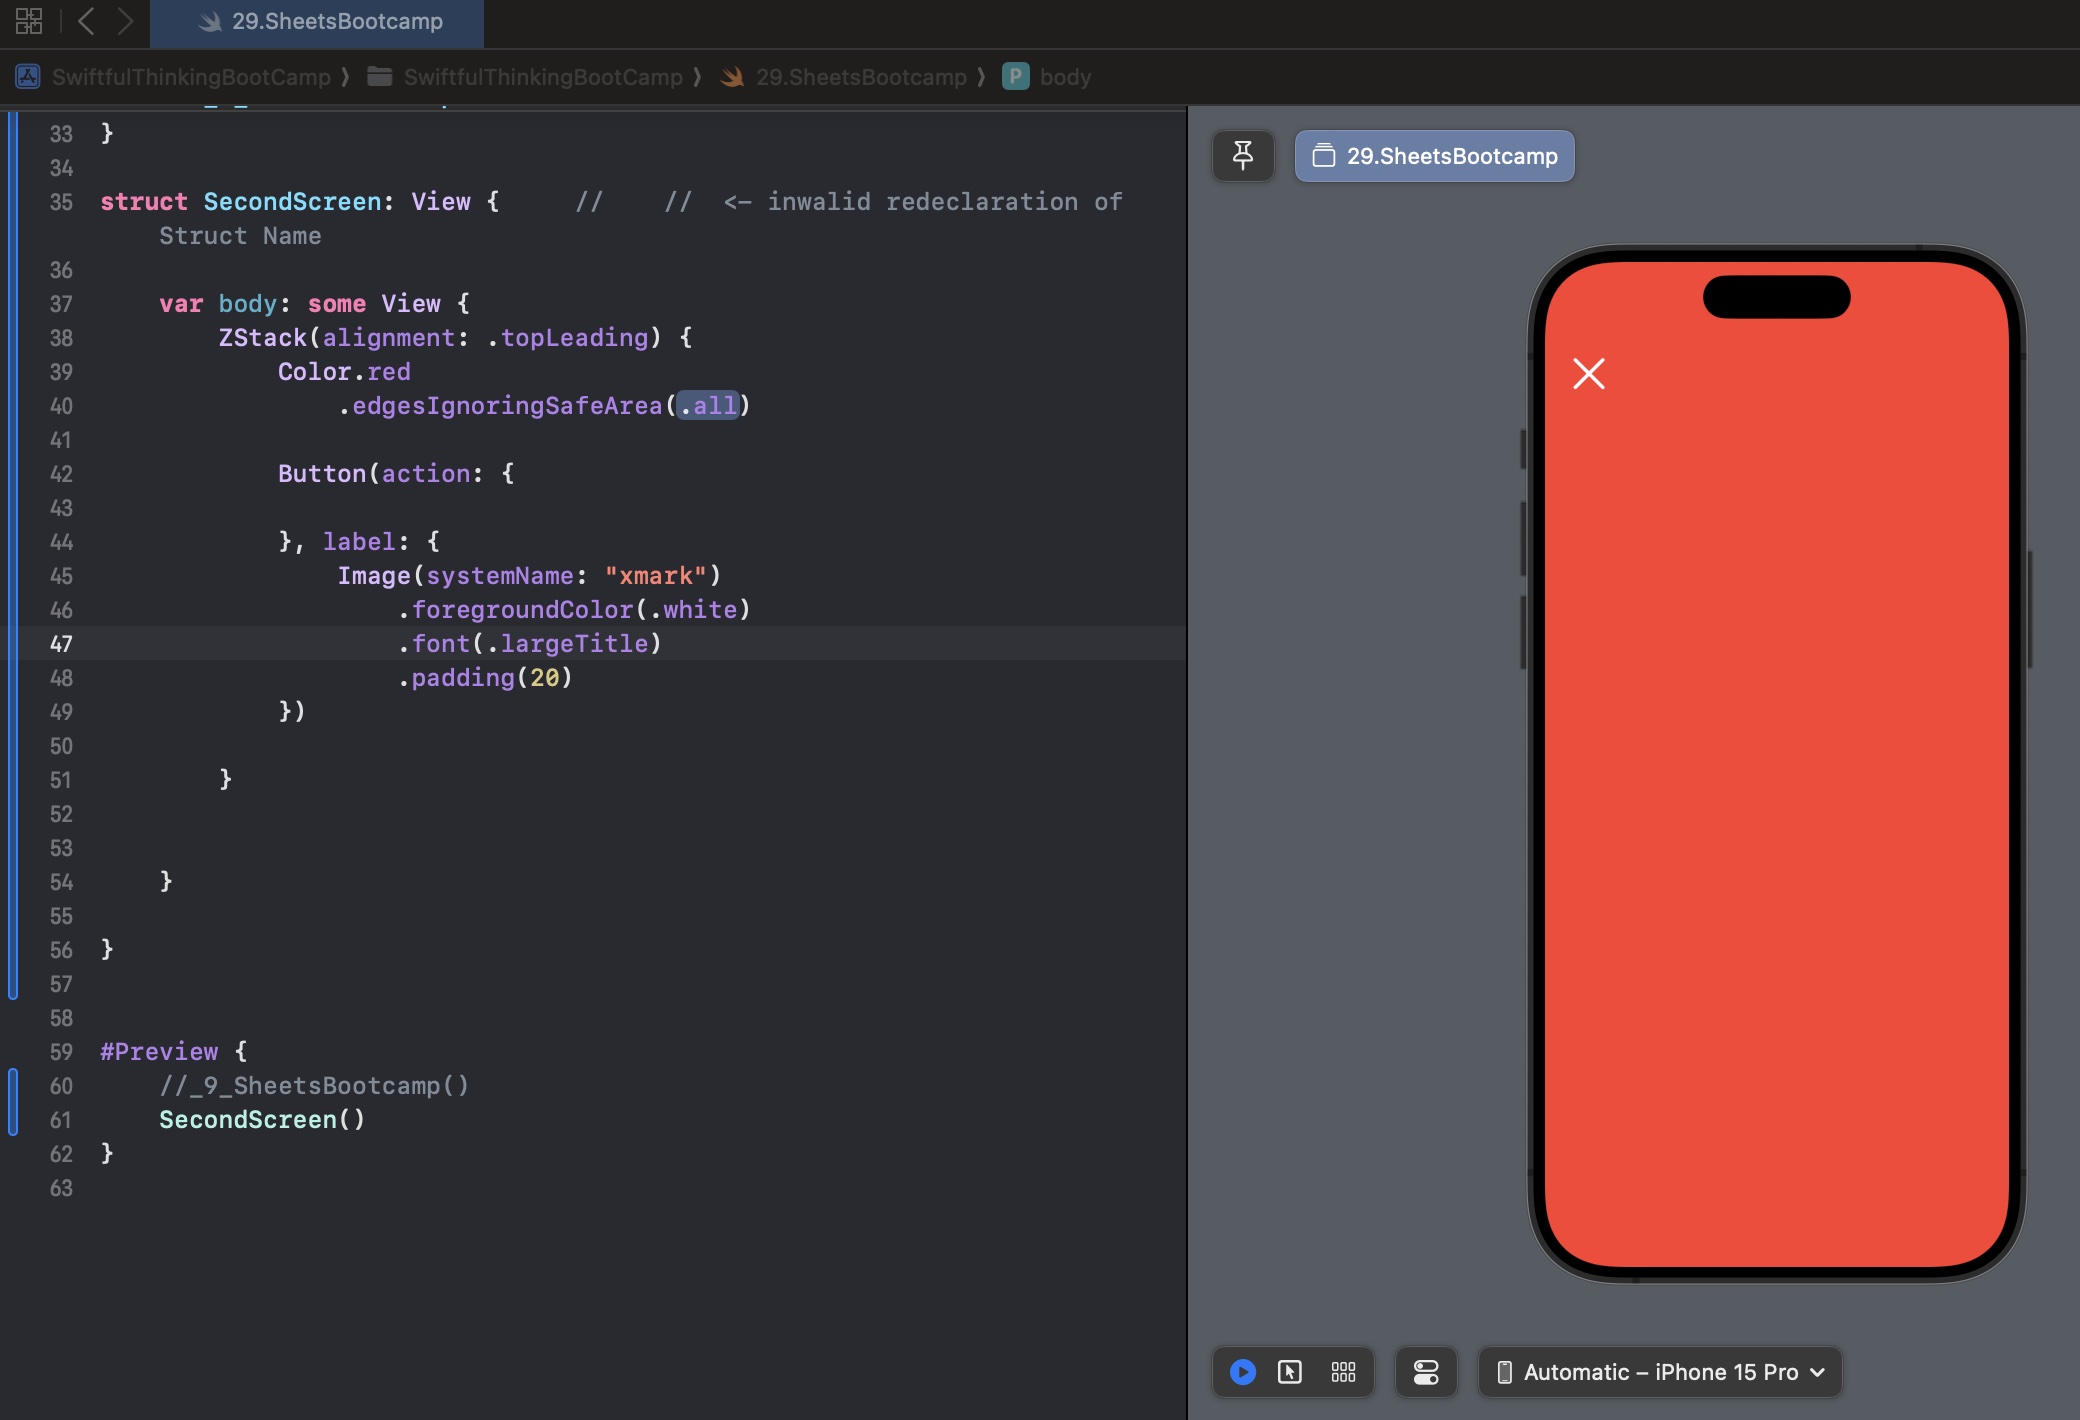 29.SheetsBootcamp
SwiftfulThinkingBootCamp ❭ SwiftfulThinkingBootCamp ❭ 29.SheetsBootcamp ❭ P body
33 }
34
35 struct SecondScreen: View { // // <- inwalid redeclaration of
Struct Name
36
37 var body: some View {
38 ZStack(alignment: .topLeading) {
39 Color.red
40 .edgesIgnoringSafeArea(.all)
41
42 Button(action: {
43
44 }, label: {
45 Image(systemName: "xmark")
46 .foregroundColor(.white)
47 .font(.largeTitle)
48 .padding(20)
49 })
50
51 }
52
53
54 }
55
56 }
57
58
59 #Preview {
60 //_9_SheetsBootcamp()
61 SecondScreen()
62 }
63
29.SheetsBootcamp
Automatic – iPhone 15 Pro